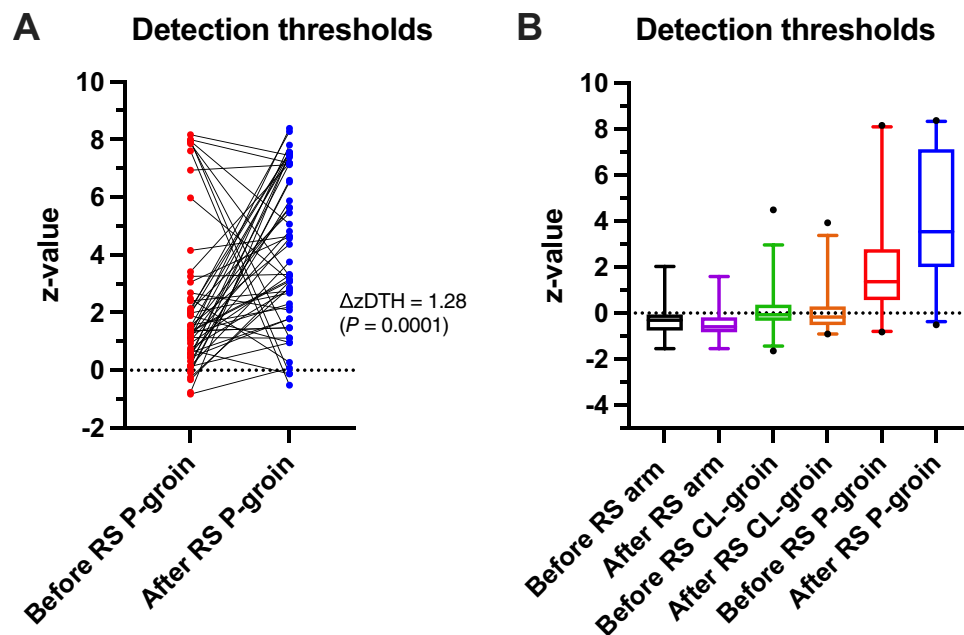 A
Detection thresholds
10
8
6
4
2
0
-2
z-value
ΔzDTH = 1.28
(P = 0.0001)
Before RS P-groin
After RS P-groin
B
Detection thresholds
10
8
6
4
2
0
-2
-4
z-value
Before RS arm
After RS arm
Before RS CL-groin
After RS CL-groin
Before RS P-groin
After RS P-groin